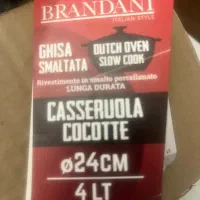 BRANDANI
ITALIAN STYLE
GHISA
SMALTATA
DUTCH OVEN
SLOW COOK
Rivestimento in smalto porcellanato
LUNGA DURATA
CASSERUOLA
COCOTTE
ø24CM
4 LT